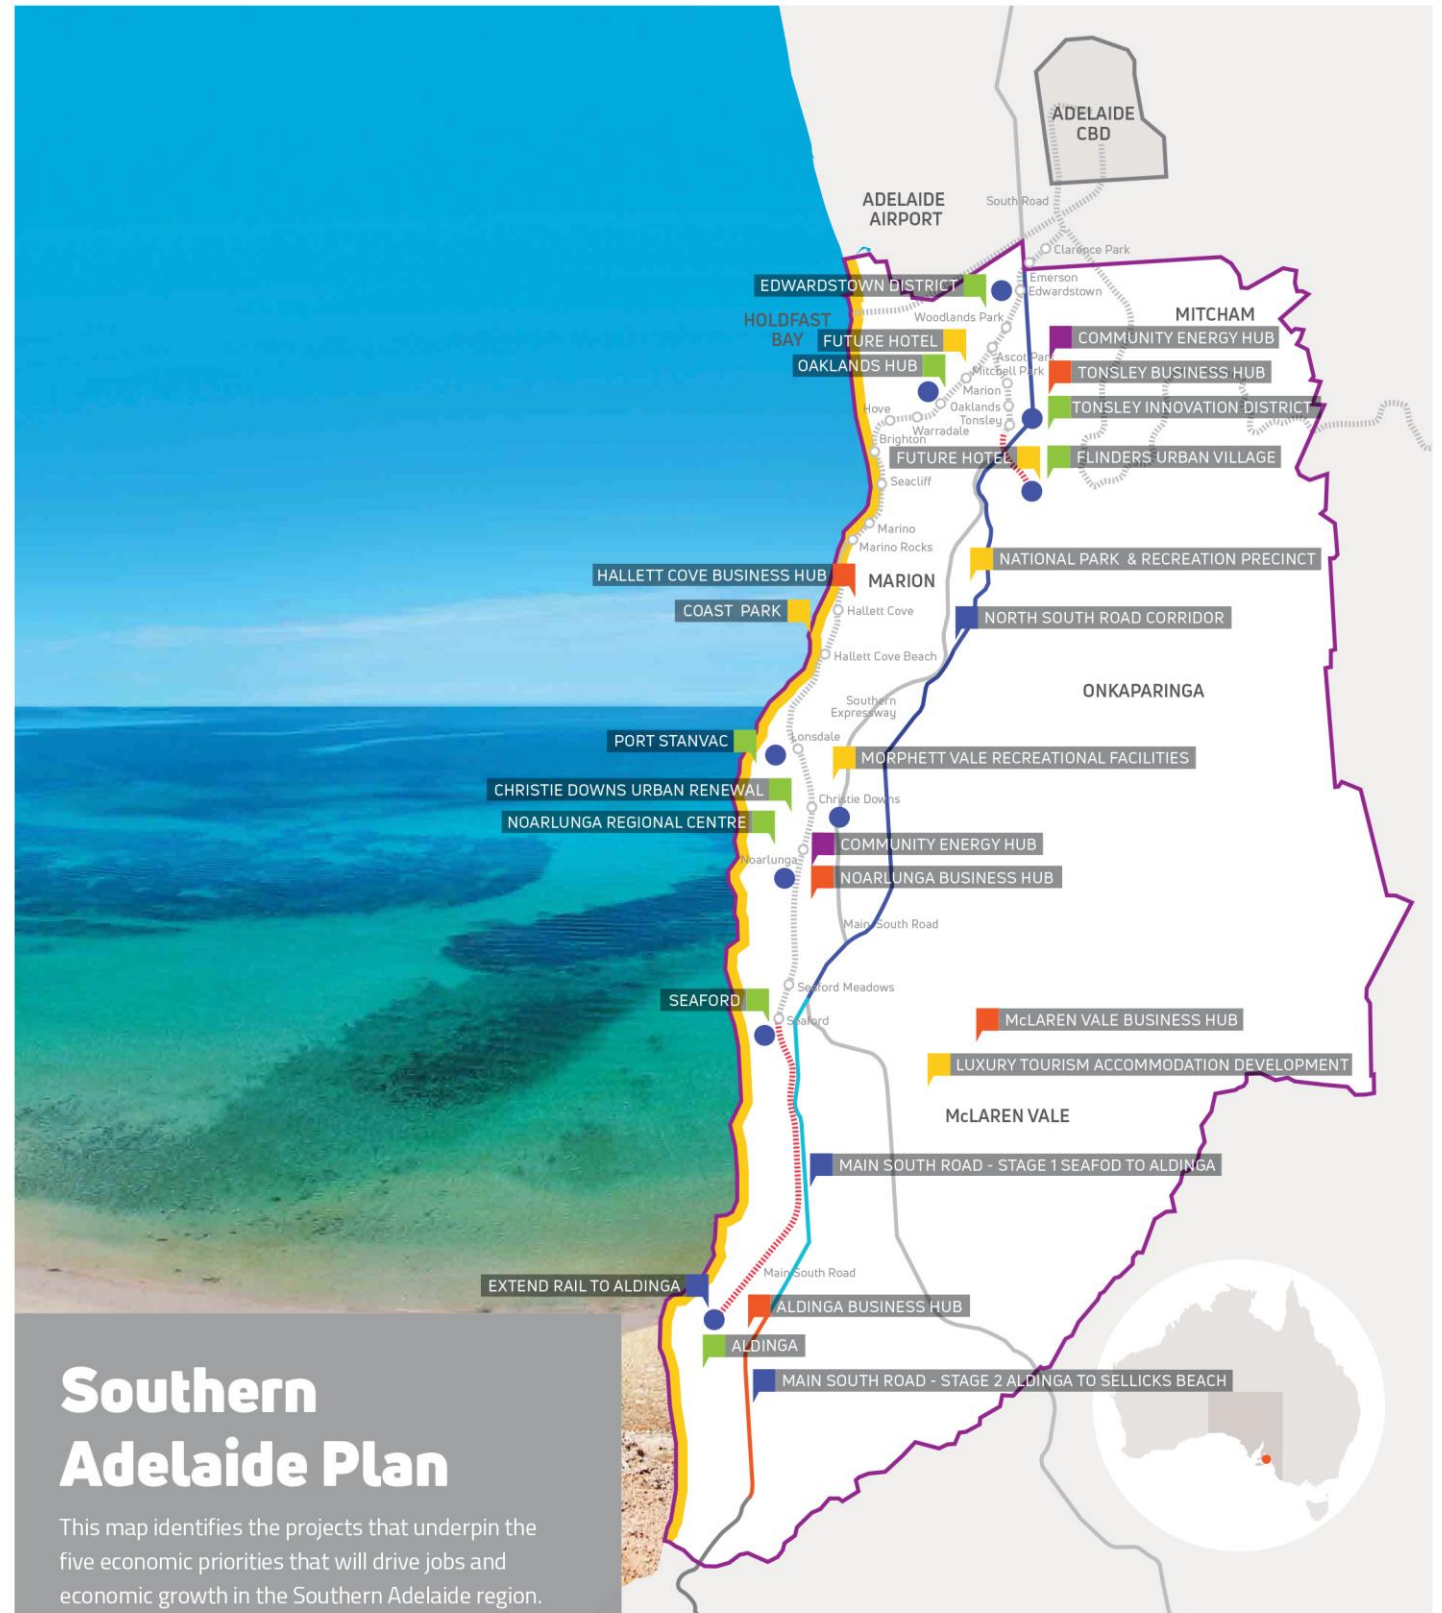 ADELAIDE
CBD
ADELAIDE
AIRPORT
South Road
Clarence Park
Emerson
EDWARDSTOWN DISTRICT
Edwardstown
HOLDFAST
BAY
Woodlands Park
MITCHAM
FUTURE HOTEL
COMMUNITY ENERGY HUB
Ascot Park
OAKLANDS HUB
Mitchell Park
TONSLEY BUSINESS HUB
Marion
Hove
Oaklands
TONSLEY INNOVATION DISTRICT
Tonsley
Warradale
Brighton
FUTURE HOTEL
FLINDERS URBAN VILLAGE
Seacliff
Marino
Marino Rocks
NATIONAL PARK & RECREATION PRECINCT
HALLETT COVE BUSINESS HUB
MARION
COAST PARK
Hallett Cove
NORTH SOUTH ROAD CORRIDOR
Hallett Cove Beach
ONKAPARINGA
Southern
Expressway
PORT STANVAC
Lonsdale
MORPHETT VALE RECREATIONAL FACILITIES
CHRISTIE DOWNS URBAN RENEWAL
Christie Downs
NOARLUNGA REGIONAL CENTRE
COMMUNITY ENERGY HUB
Noarlunga
NOARLUNGA BUSINESS HUB
Main South Road
Seaford Meadows
SEAFORD
Seaford
McLAREN VALE BUSINESS HUB
LUXURY TOURISM ACCOMMODATION DEVELOPMENT
McLAREN VALE
MAIN SOUTH ROAD - STAGE 1 SEAFOD TO ALDINGA
Main South Road
EXTEND RAIL TO ALDINGA
ALDINGA BUSINESS HUB
ALDINGA
MAIN SOUTH ROAD - STAGE 2 ALDINGA TO SELLICKS BEACH
Southern
Adelaide Plan
This map identifies the projects that underpin the
five economic priorities that will drive jobs and
economic growth in the Southern Adelaide region.